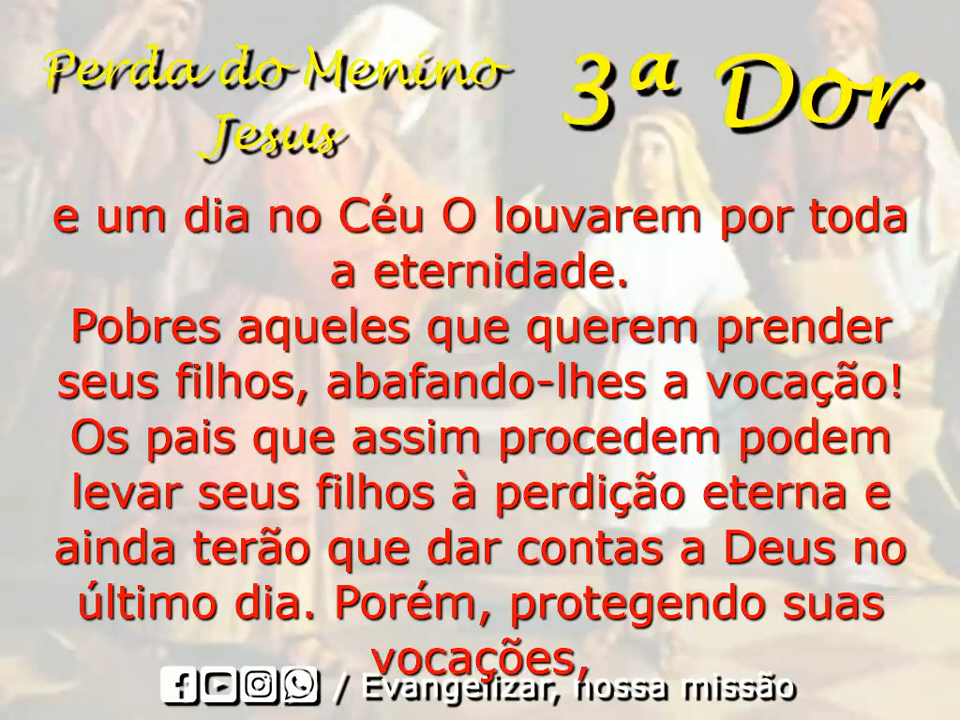 Perda do Menino
Jesus
3ª Dor
e um dia no Céu O louvarem por toda
a eternidade.
Pobres aqueles que querem prender
seus filhos, abafando-lhes a vocação!
Os pais que assim procedem podem
levar seus filhos à perdição eterna e
ainda terão que dar contas a Deus no
último dia. Porém, protegendo suas
vocações,
/ Evangelizar, nossa missão